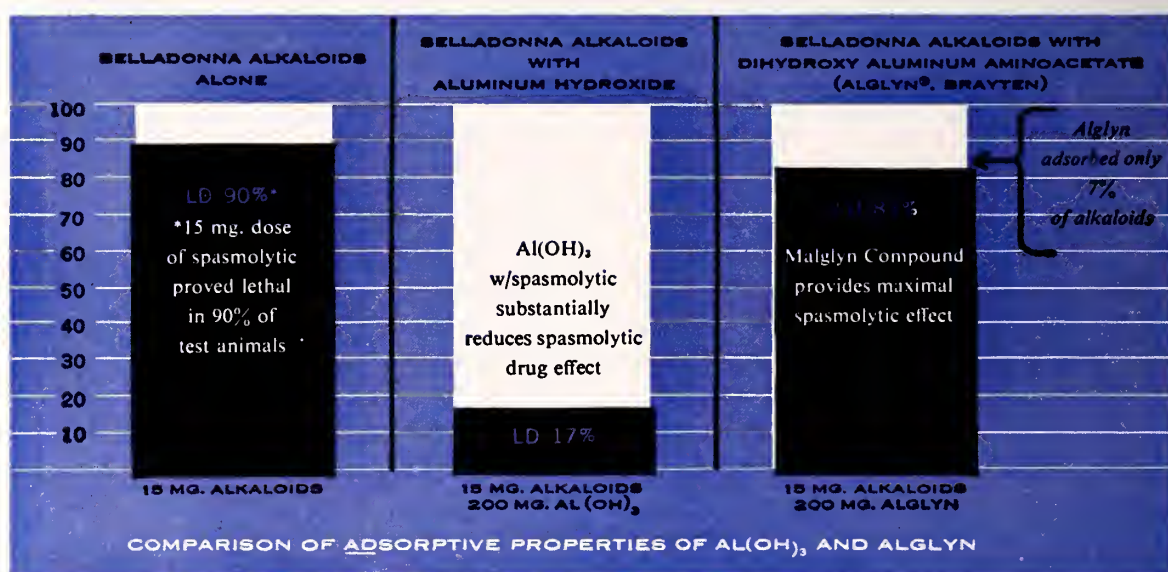 BELLADONNA ALKALOIDS
ALONE
BELLADONNA ALKALOIDS
WITH
ALUMINUM HYDROXIDE
BELLADONNA ALKALOIDS WITH
DIHYDROXY ALUMINUM AMINOACETATE
(ALGLYN®, BRAYTEN)
100
90
80
70
60
50
40
30
20
10
LD 90%*
*15 mg. dose
of spasmolytic
proved lethal
in 90% of
test animals
Al(OH)₃
w/spasmolytic
substantially
reduces spasmolytic
drug effect
LD 17%
%
Malglyn Compound
provides maximal
spasmolytic effect
Alglyn
adsorbed only
7%
of alkaloids
15 MG. ALKALOIDS
15 MG. ALKALOIDS
200 MG. AL (OH)₃
15 MG. ALKALOIDS
200 MG. ALGLYN
COMPARISON OF ADSORPTIVE PROPERTIES OF AL(OH)₃ AND ALGLYN